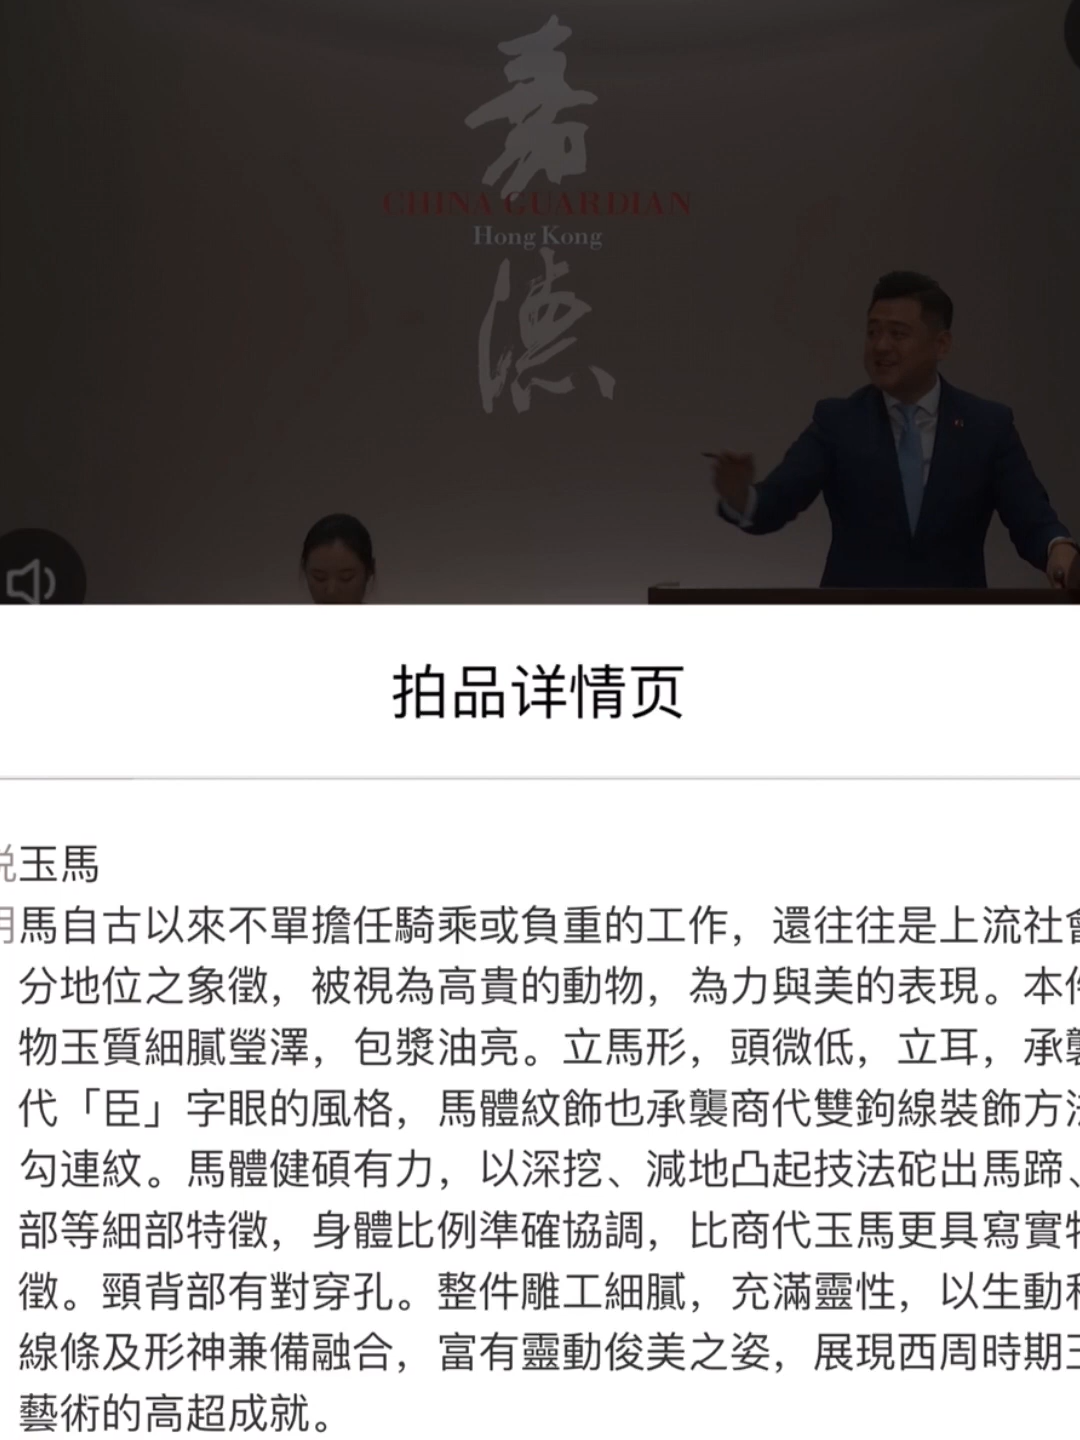 嘉
CHINA GUARDIAN
Hong Kong
德
拍品详情页
玉馬
馬自古以來不單擔任騎乘或負重的工作，還往往是上流社會
分地位之象徵，被視為高貴的動物，為力與美的表現。本
物玉質細膩瑩澤，包漿油亮。立馬形，頭微低，立耳，承襲
代「臣」字眼的風格，馬體紋飾也承襲商代雙鉤線裝飾方法
勾連紋。馬體健碩有力，以深挖、減地凸起技法砣出馬蹄、
部等細部特徵，身體比例準確協調，比商代玉馬更具寫實
徵。頸背部有對穿孔。整件雕工細膩，充滿靈性，以生動
線條及形神兼備融合，富有靈動俊美之姿，展現西周時期
藝術的高超成就。